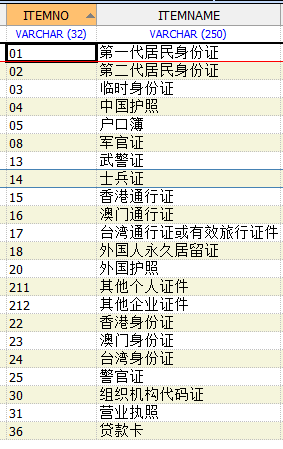 ITEMNO ITEMNAME
VARCHAR (32) VARCHAR (250)
01 第一代居民身份证
02 第二代居民身份证
03 临时身份证
04 中国护照
05 户口簿
08 军官证
13 武警证
14 士兵证
15 香港通行证
16 澳门通行证
17 台湾通行证或有效旅行证件
18 外国人永久居留证
20 外国护照
211 其他个人证件
212 其他企业证件
22 香港身份证
23 澳门身份证
24 台湾身份证
25 警官证
30 组织机构代码证
31 营业执照
36 贷款卡